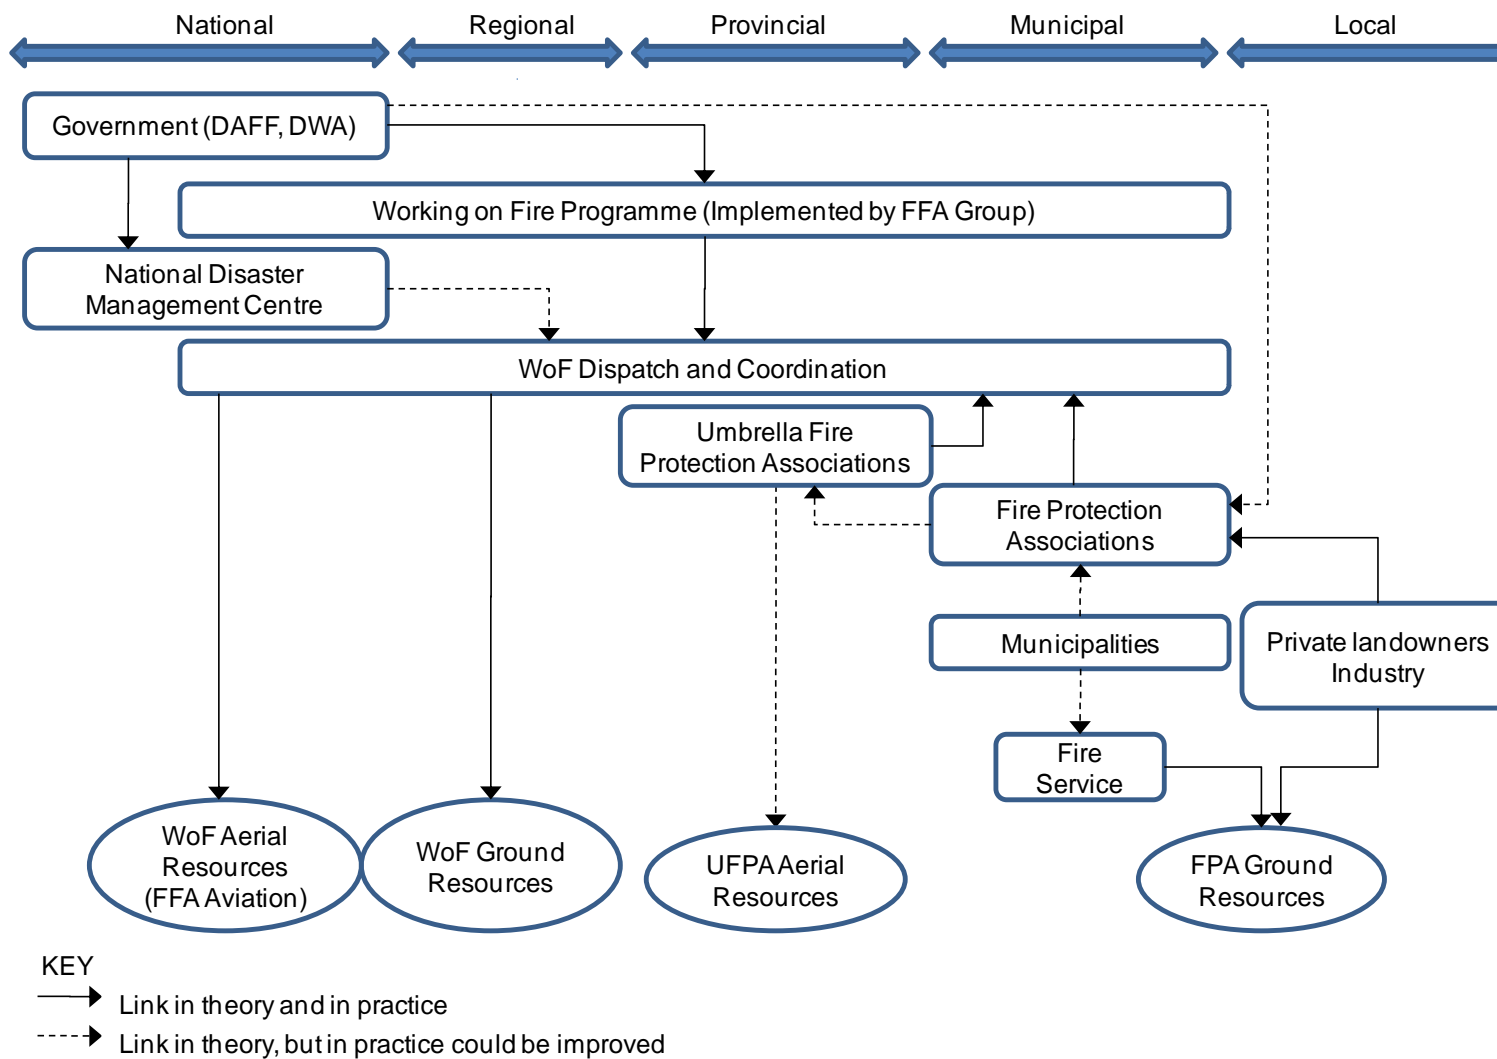 National
Regional
Provincial
Municipal
Local
Government (DAFF, DWA)
Working on Fire Programme (Implemented by FFA Group)
National Disaster
Management Centre
WoF Dispatch and Coordination
Umbrella Fire
Protection Associations
Fire Protection
Associations
Municipalities
Private landowners
Industry
Fire
Service
WoF Aerial
Resources
(FFA Aviation)
WoF Ground
Resources
UFPA Aerial
Resources
FPA Ground
Resources
KEY
Link in theory and in practice
Link in theory, but in practice could be improved